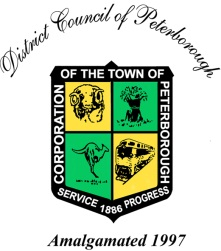 District Council of Peterborough
CORPORATION OF THE TOWN OF PETERBOROUGH
SERVICE 1886 PROGRESS
Amalgamated 1997